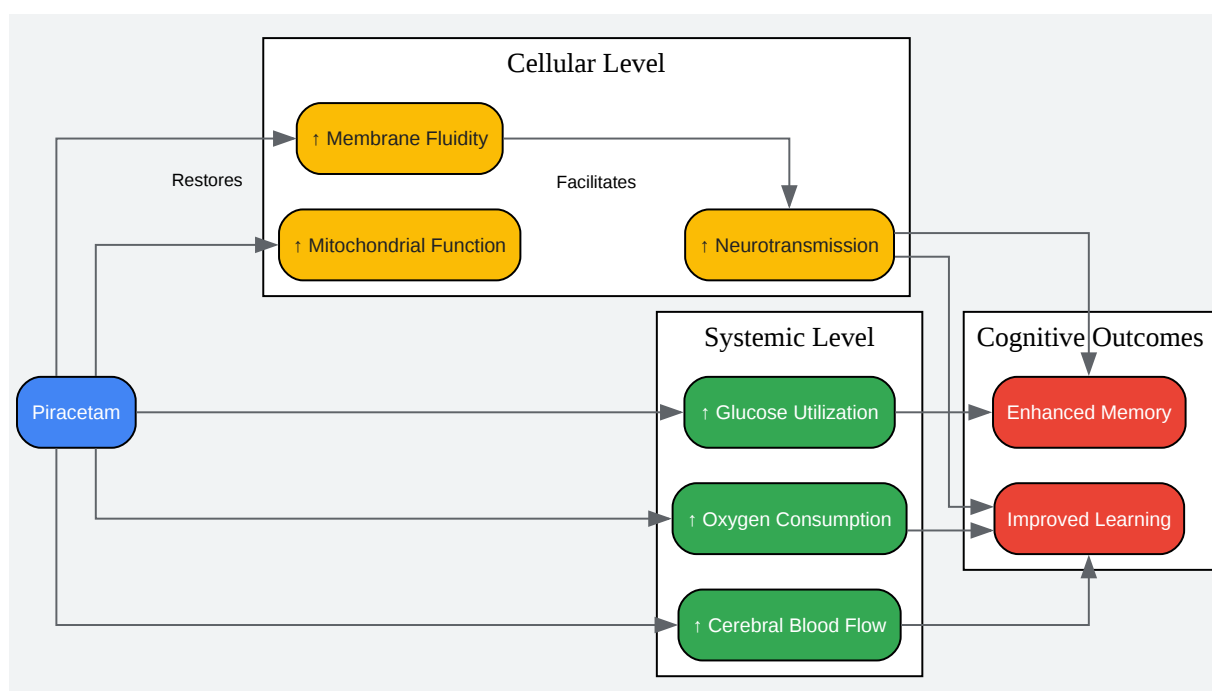 Cellular Level
↑ Membrane Fluidity
Restores
Facilitates
↑ Mitochondrial Function
↑ Neurotransmission
Systemic Level
Cognitive Outcomes
Piracetam
↑ Glucose Utilization
Enhanced Memory
↑ Oxygen Consumption
Improved Learning
↑ Cerebral Blood Flow